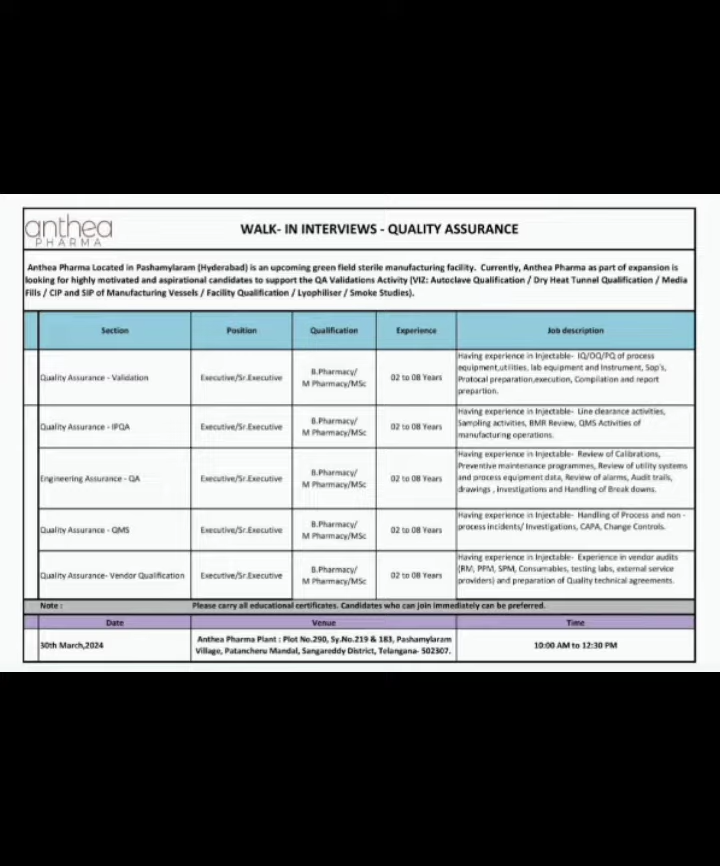 anthea
PHARMA
WALK- IN INTERVIEWS - QUALITY ASSURANCE
Anthea Pharma Located in Pashamylaram (Hyderabad) is an upcoming green field sterile manufacturing facility. Currently, Anthea Pharma as part of expansion is
looking for highly motivated and aspirational candidates to support the QA Validations Activity (VIZ: Autoclave Qualification / Dry Heat Tunnel Qualification / Media
Fills / CIP and SIP of Manufacturing Vessels / Facility Qualification / Lyophiliser / Smoke Studies).
Section Position Qualification Experience Job description
Quality Assurance - Validation
Executive/Sr.Executive
B.Pharmacy/
M Pharmacy/MSc
02 to 08 Years
Having experience in Injectable- IQ/OQ/PQ of process
equipment,utilities, lab equipment and Instrument, Sop's,
Protocal preparation,execution, Compilation and report
prepartion.
Quality Assurance - IPQA
Executive/Sr.Executive
B.Pharmacy/
M Pharmacy/MSc
02 to 08 Years
Having experience in Injectable- Line clearance activities,
Sampling activities, BMR Review, QMS Activities of
manufacturing operations.
Engineering Assurance - QA
Executive/Sr.Executive
B.Pharmacy/
M Pharmacy/MSc
02 to 08 Years
Having experience in Injectable- Review of Calibrations,
Preventive maintenance programmes, Review of utility systems
and process equipment data, Review of alarms, Audit trails,
drawings , Investigations and Handling of Break downs.
Quality Assurance - QMS
Executive/Sr.Executive
B.Pharmacy/
M Pharmacy/MSc
02 to 08 Years
Having experience in Injectable- Handling of Process and non -
process incidents/ Investigations, CAPA, Change Controls.
Quality Assurance- Vendor Qualification
Executive/Sr.Executive
B.Pharmacy/
M Pharmacy/MSc
02 to 08 Years
Having experience in Injectable- Experience in vendor audits
(RM, PPM, SPM, Consumables, testing labs, external service
providers) and preparation of Quality technical agreements.
Note : Please carry all educational certificates. Candidates who can join immediately can be preferred.
Date Venue Time
30th March,2024
Anthea Pharma Plant : Plot No.290, Sy.No.219 & 183, Pashamylaram
Village, Patancheru Mandal, Sangareddy District, Telangana- 502307.
10:00 AM to 12:30 PM